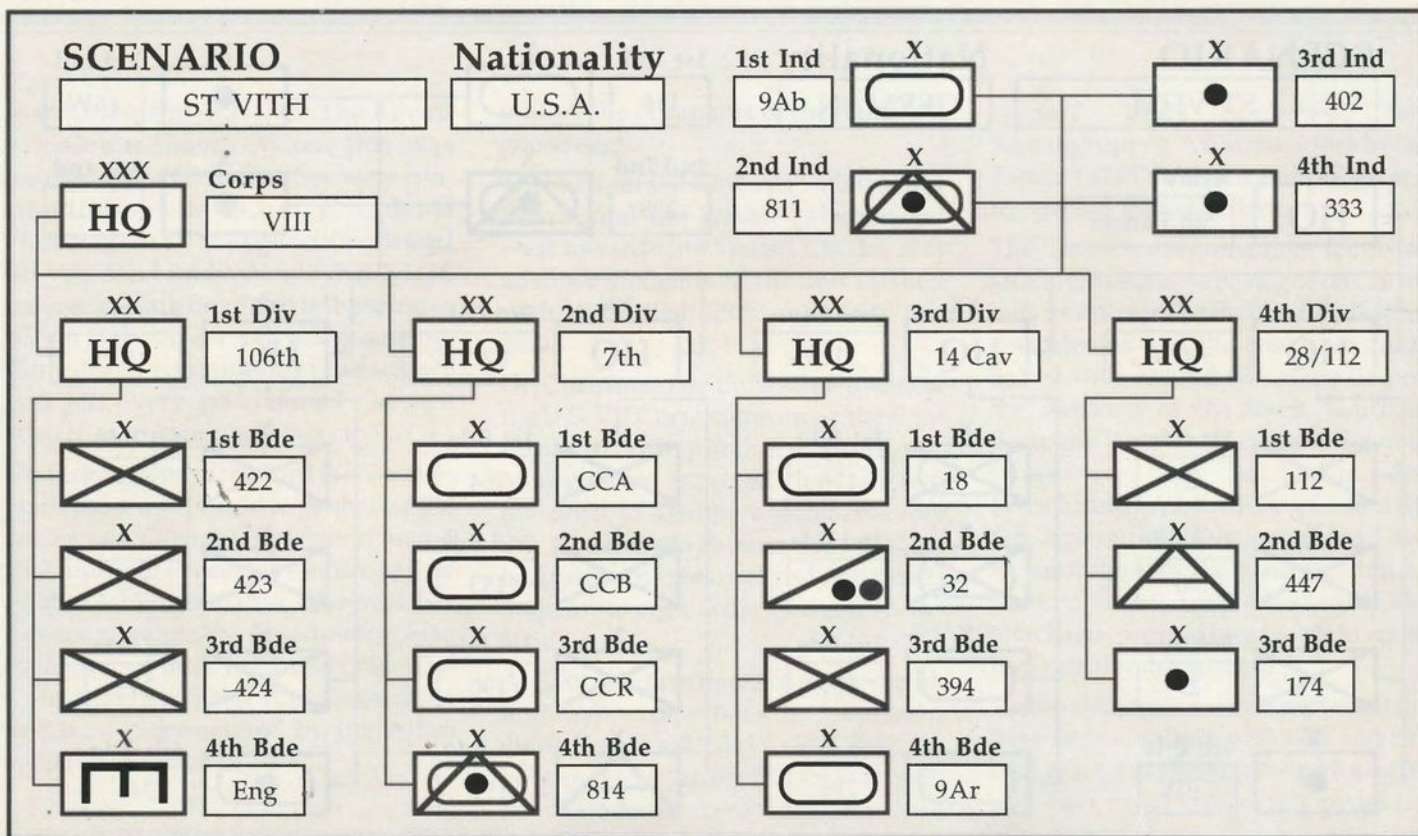 SCENARIO Nationality X X
1st Ind 3rd Ind
ST VITH U.S.A. 9Ab 402
XXX X X
Corps 2nd Ind 4th Ind
HQ VIII 811 333
XX XX XX XX
1st Div 2nd Div 3rd Div 4th Div
HQ 106th HQ 7th HQ 14 Cav HQ 28/112
X 1st Bde X 1st Bde X 1st Bde X 1st Bde
422 CCA 18 112
X 2nd Bde X 2nd Bde X 2nd Bde X 2nd Bde
423 CCB 32 447
X 3rd Bde X 3rd Bde X 3rd Bde X 3rd Bde
424 CCR 394 174
X 4th Bde X 4th Bde X 4th Bde
Eng 814 9Ar